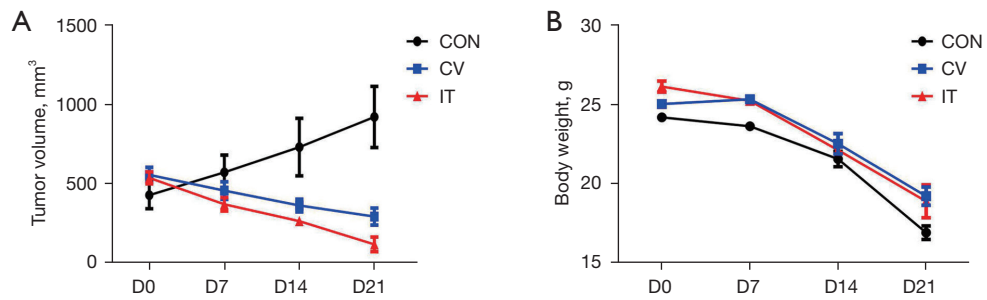 A
Tumor volume, mm³
1500
1000
500
0
D0 D7 D14 D21
CON
CV
IT
B
Body weight, g
30
25
20
15
D0 D7 D14 D21
CON
CV
IT